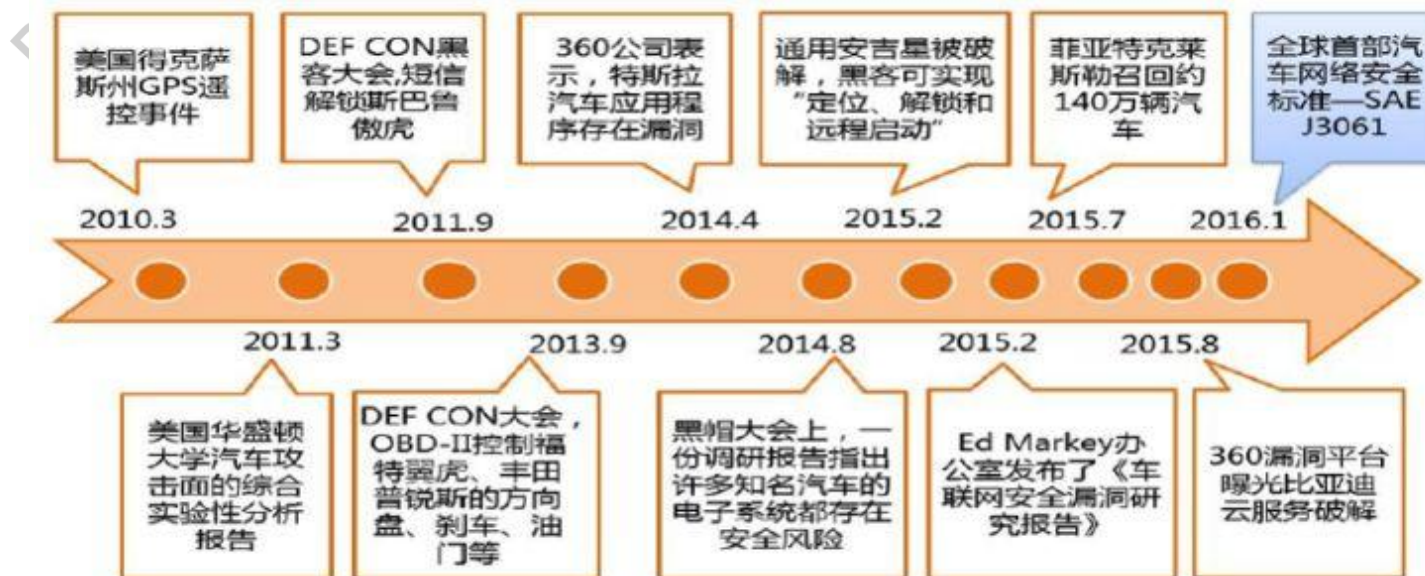 美国得克萨
斯州GPS遥
控事件
DEF CON黑
客大会,短信
解锁斯巴鲁
傲虎
360公司表
示，特斯拉
汽车应用程
序存在漏洞
通用安吉星被破
解，黑客可实现
“定位、解锁和
远程启动”
菲亚特克莱
斯勒召回约
140万辆汽
车
全球首部汽
车网络安全
标准—SAE
J3061
2010.3
2011.9
2014.4
2015.2
2015.7
2016.1
2011.3
2013.9
2014.8
2015.2
2015.8
美国华盛顿
大学汽车攻
击面的综合
实验性分析
报告
DEF CON大会，
OBD-II控制福
特翼虎、丰田
普锐斯的方向
盘、刹车、油
门等
黑帽大会上，一
份调研报告指出
许多知名汽车的
电子系统都存在
安全风险
Ed Markey办
公室发布了《车
联网安全漏洞研
究报告》
360漏洞平台
曝光比亚迪
云服务破解